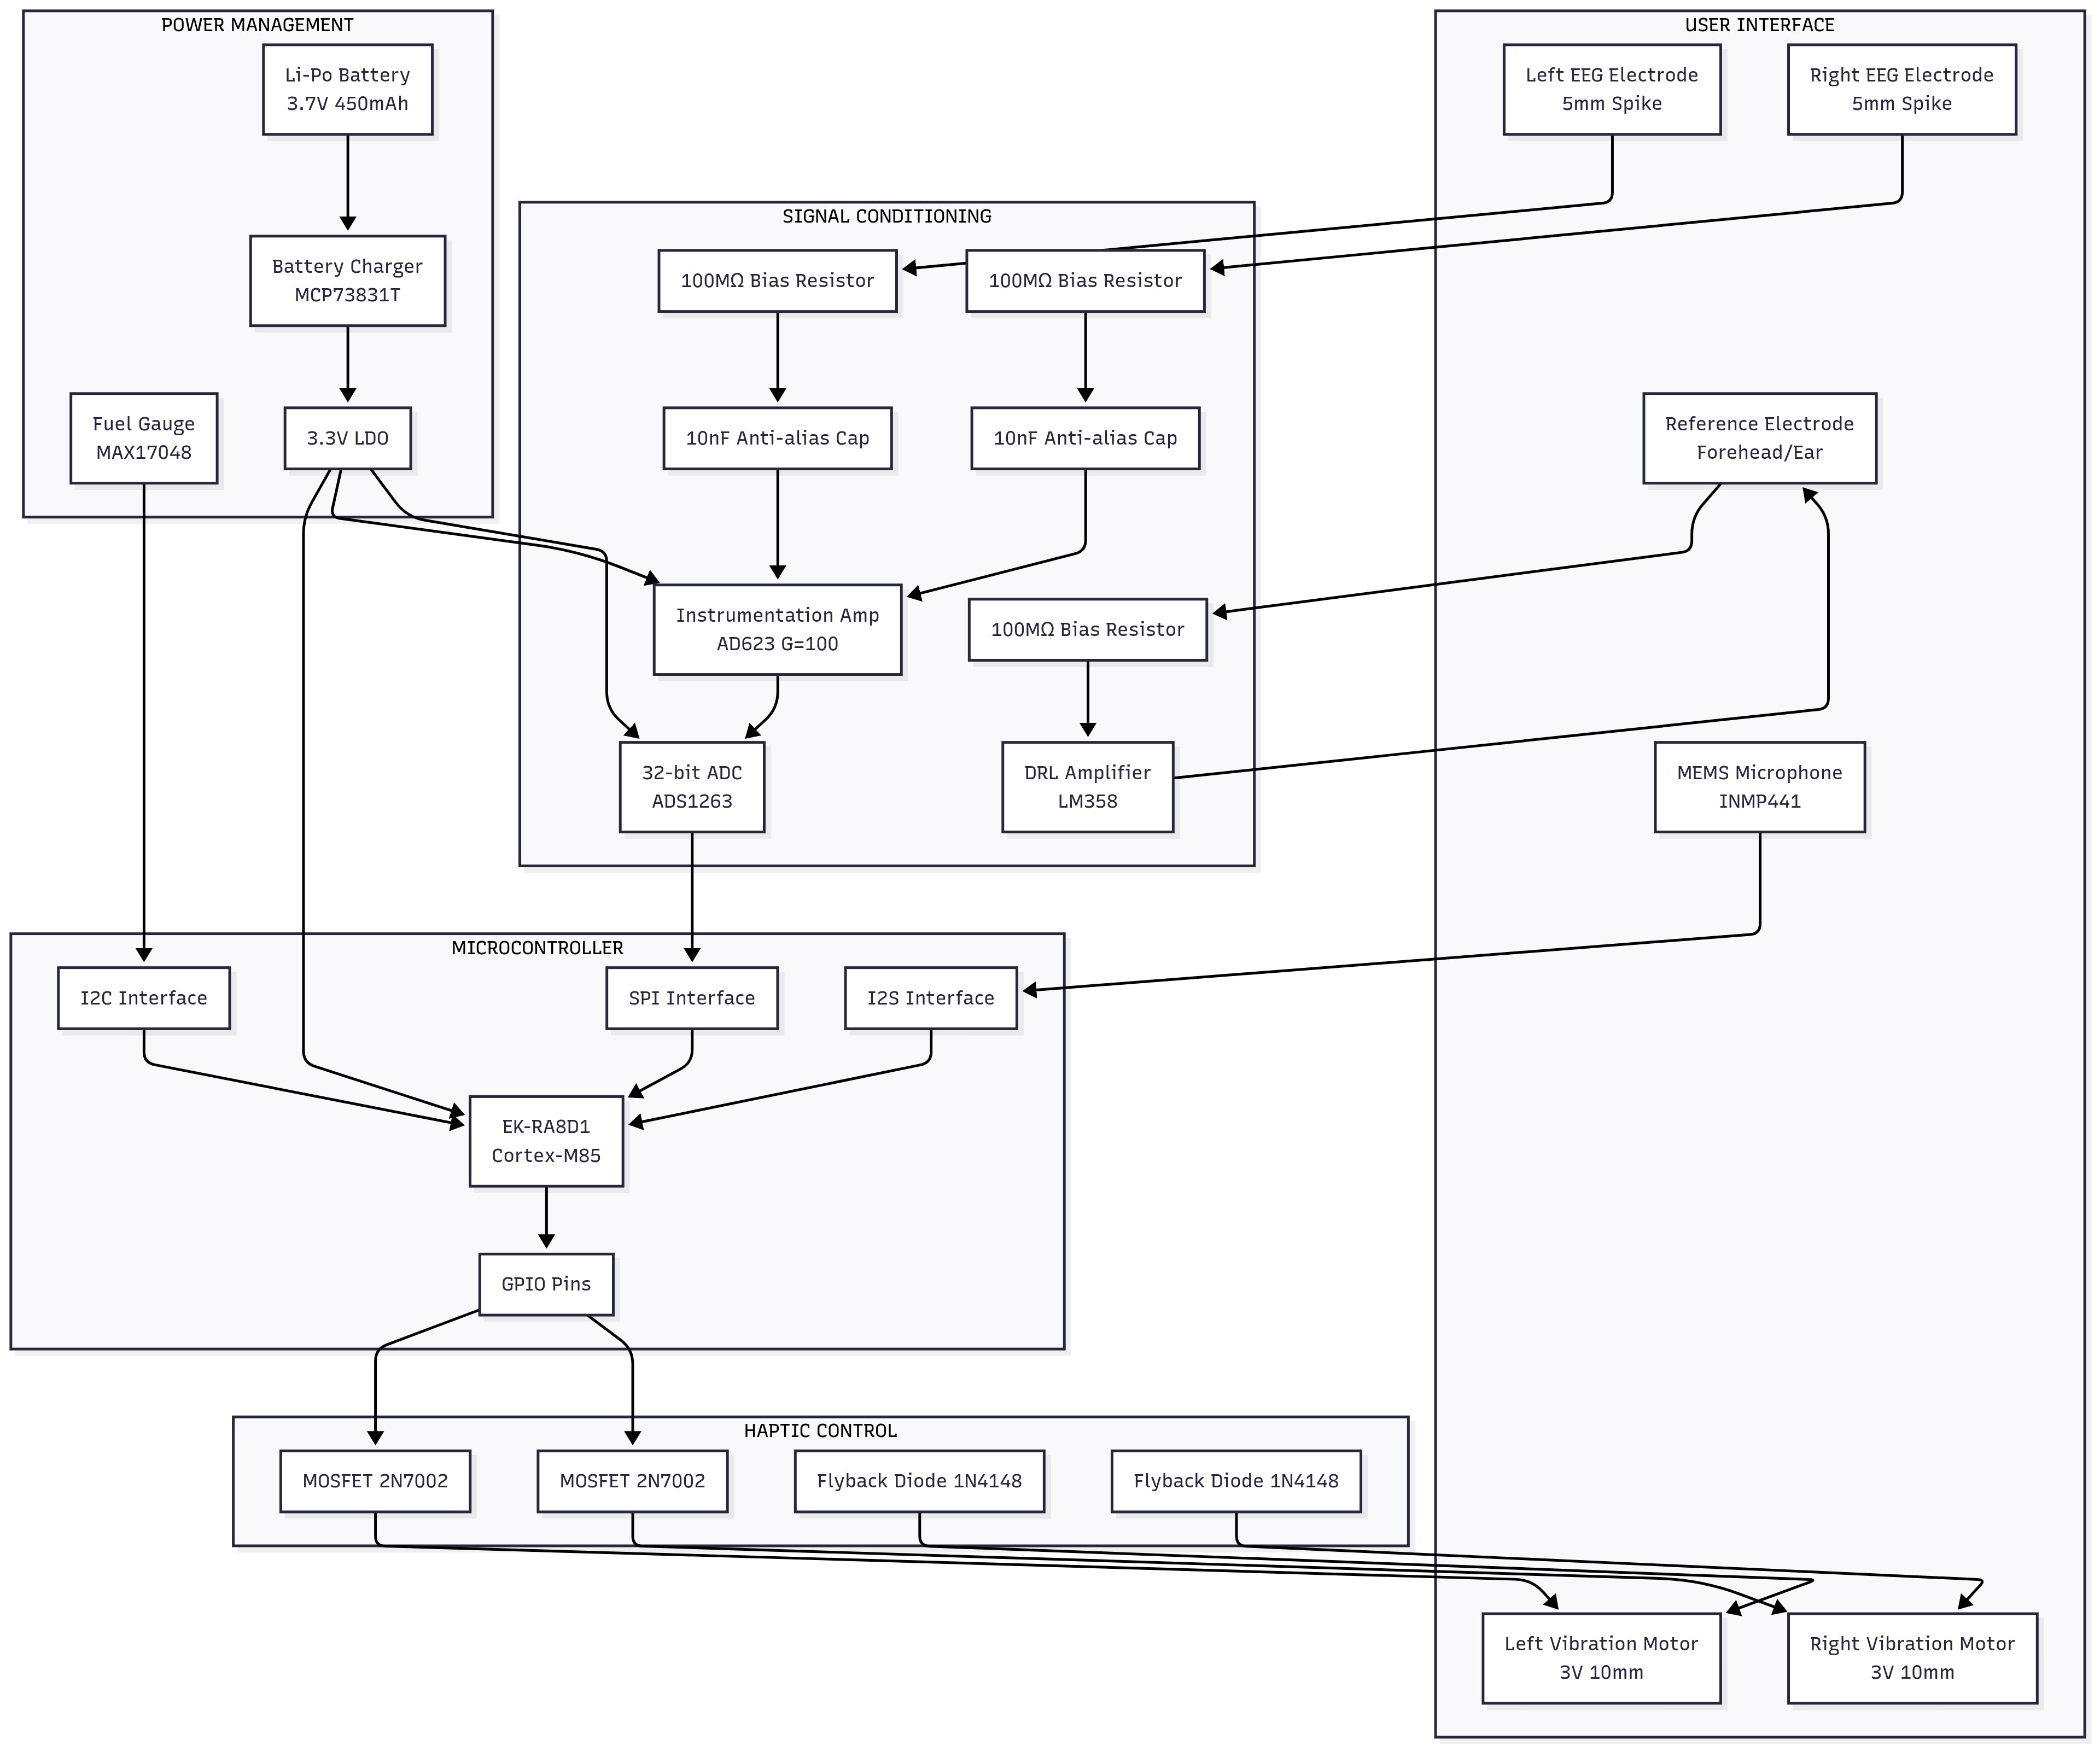 POWER MANAGEMENT
Li-Po Battery
3.7V 450mAh
Battery Charger
MCP73831T
Fuel Gauge
MAX17048
3.3V LDO
USER INTERFACE
Left EEG Electrode
5mm Spike
Right EEG Electrode
5mm Spike
Reference Electrode
Forehead/Ear
MEMS Microphone
INMP441
Left Vibration Motor
3V 10mm
Right Vibration Motor
3V 10mm
SIGNAL CONDITIONING
100MΩ Bias Resistor
100MΩ Bias Resistor
10nF Anti-alias Cap
10nF Anti-alias Cap
Instrumentation Amp
AD623 G=100
100MΩ Bias Resistor
32-bit ADC
ADS1263
DRL Amplifier
LM358
MICROCONTROLLER
I2C Interface
SPI Interface
I2S Interface
EK-RA8D1
Cortex-M85
GPIO Pins
HAPTIC CONTROL
MOSFET 2N7002
MOSFET 2N7002
Flyback Diode 1N4148
Flyback Diode 1N4148